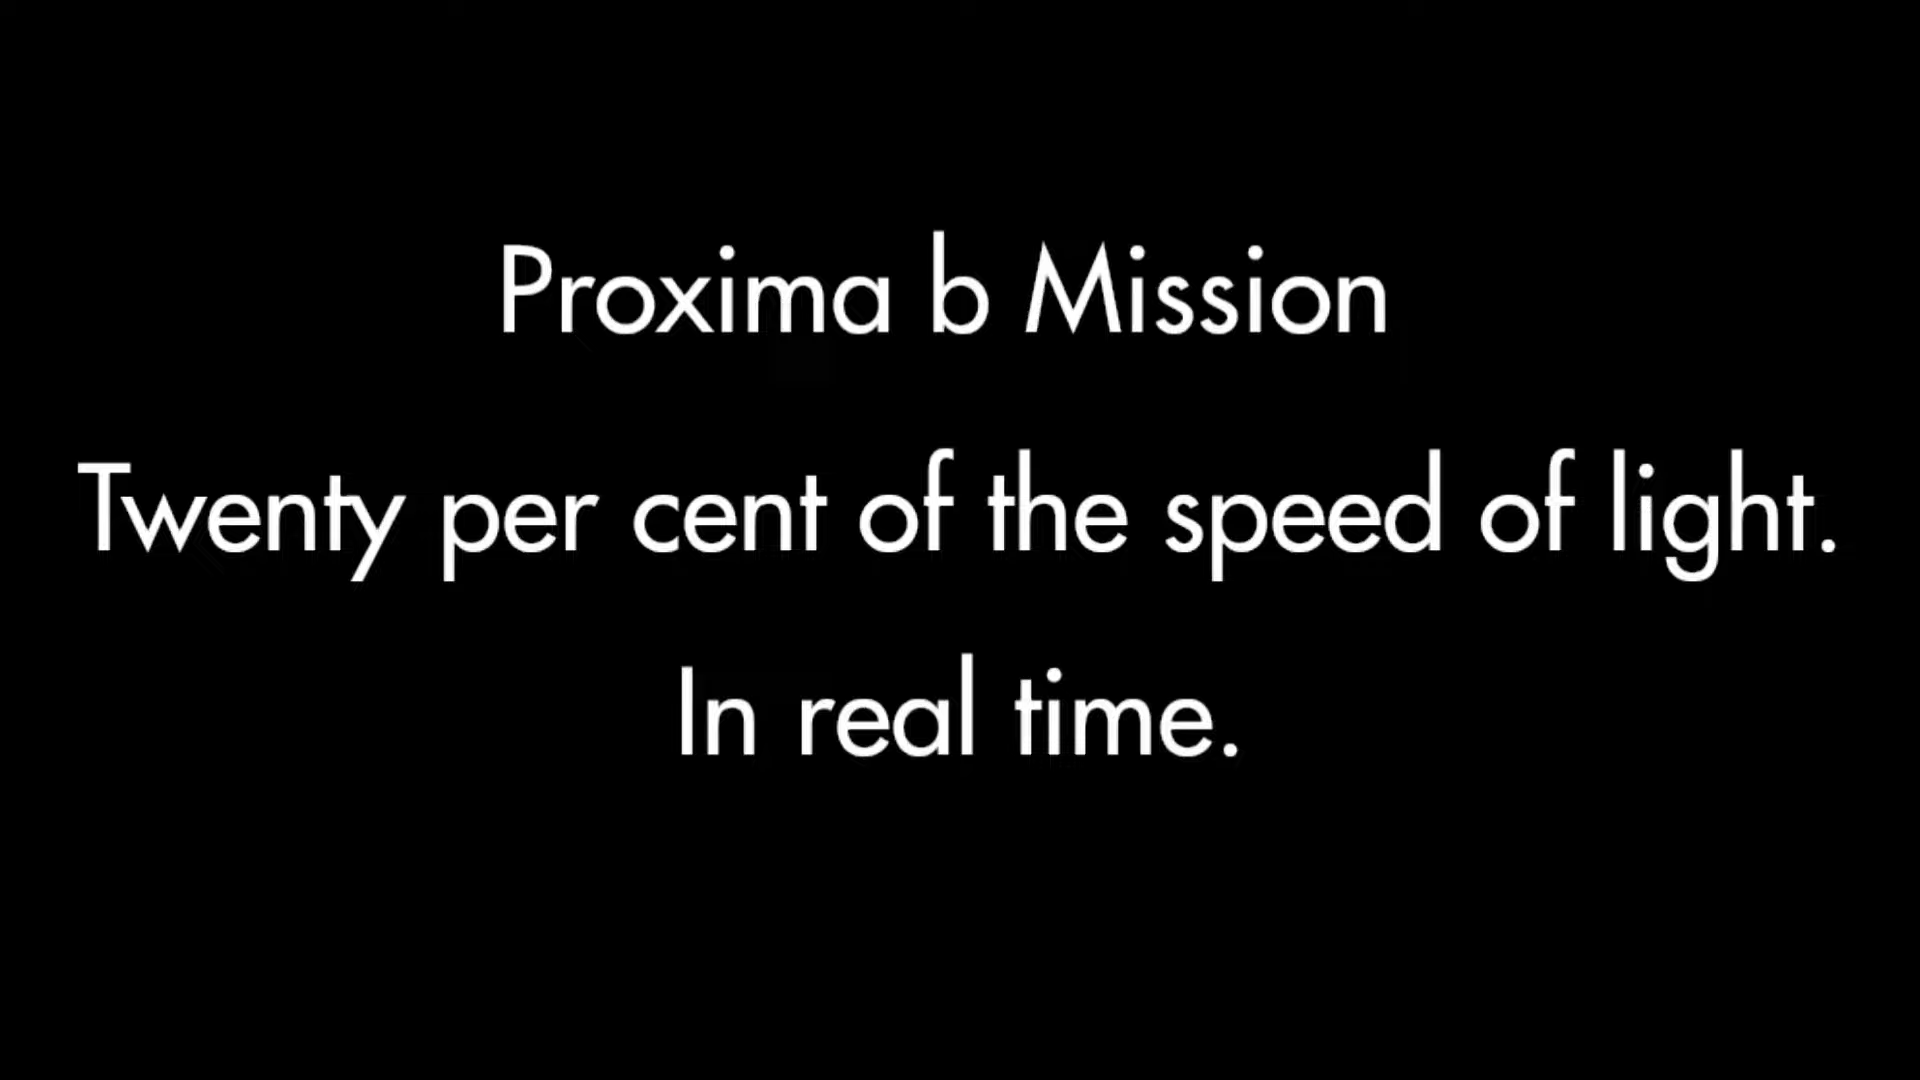 Proxima b Mission
Twenty per cent of the speed of light.
In real time.